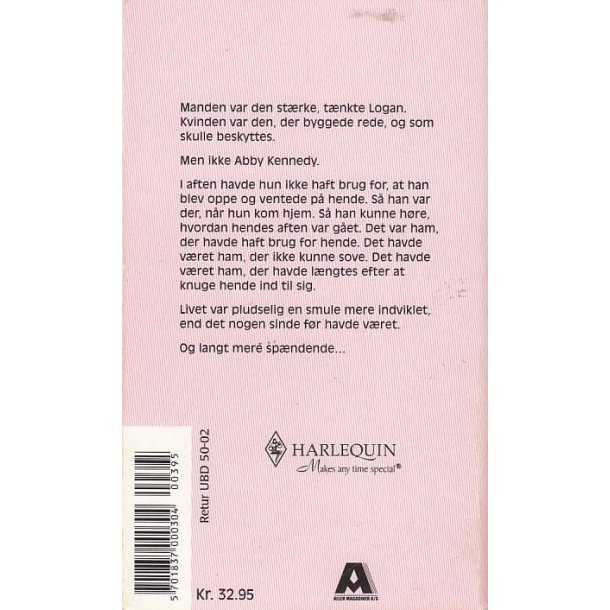 Manden var den stærke, tænkte Logan.
Kvinden var den, der byggede rede, og som
skulle beskyttes.
Men ikke Abby Kennedy.
I aften havde hun ikke haft brug for, at han
blev oppe og ventede på hende. Så han var
der, når hun kom hjem. Så han kunne høre,
hvordan hendes aften var gået. Det var ham,
der havde haft brug for hende. Det havde
været ham, der ikke kunne sove. Det havde
været ham, der havde længtes efter at
knuge hende ind til sig.
Livet var pludselig en smule mere indviklet,
end det nogen sinde før havde været.
Og langt mere spændende...
HARLEQUIN
Makes any time special®
00395
5 701837 000304
Retur UBD 50-02
Kr. 32.95
A
ALLER MAGASINER A/S